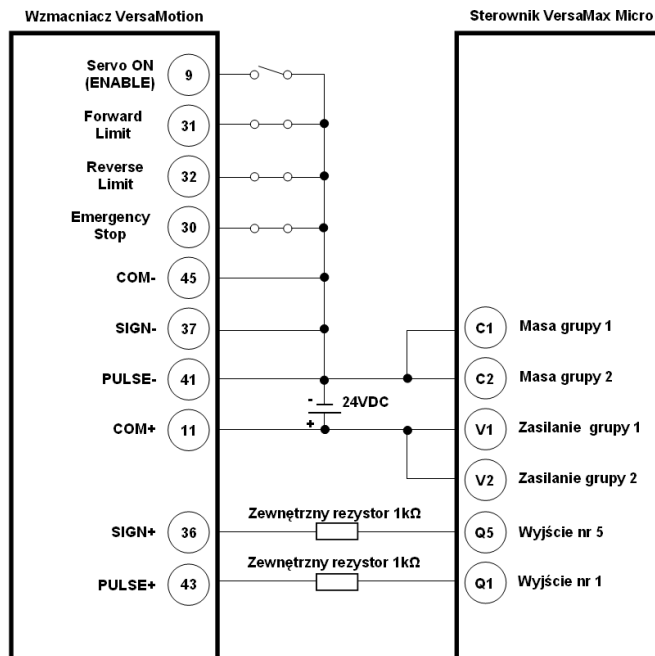 Wzmacniacz VersaMotion
Sterownik VersaMax Micro
Servo ON
(ENABLE)
9
Forward
Limit
31
Reverse
Limit
32
Emergency
Stop
30
COM-
45
SIGN-
37
C1
Masa grupy 1
PULSE-
41
C2
Masa grupy 2
-
24VDC
+
COM+
11
V1
Zasilanie grupy 1
V2
Zasilanie grupy 2
SIGN+
36
Zewnętrzny rezystor 1kΩ
Q5
Wyjście nr 5
PULSE+
43
Zewnętrzny rezystor 1kΩ
Q1
Wyjście nr 1